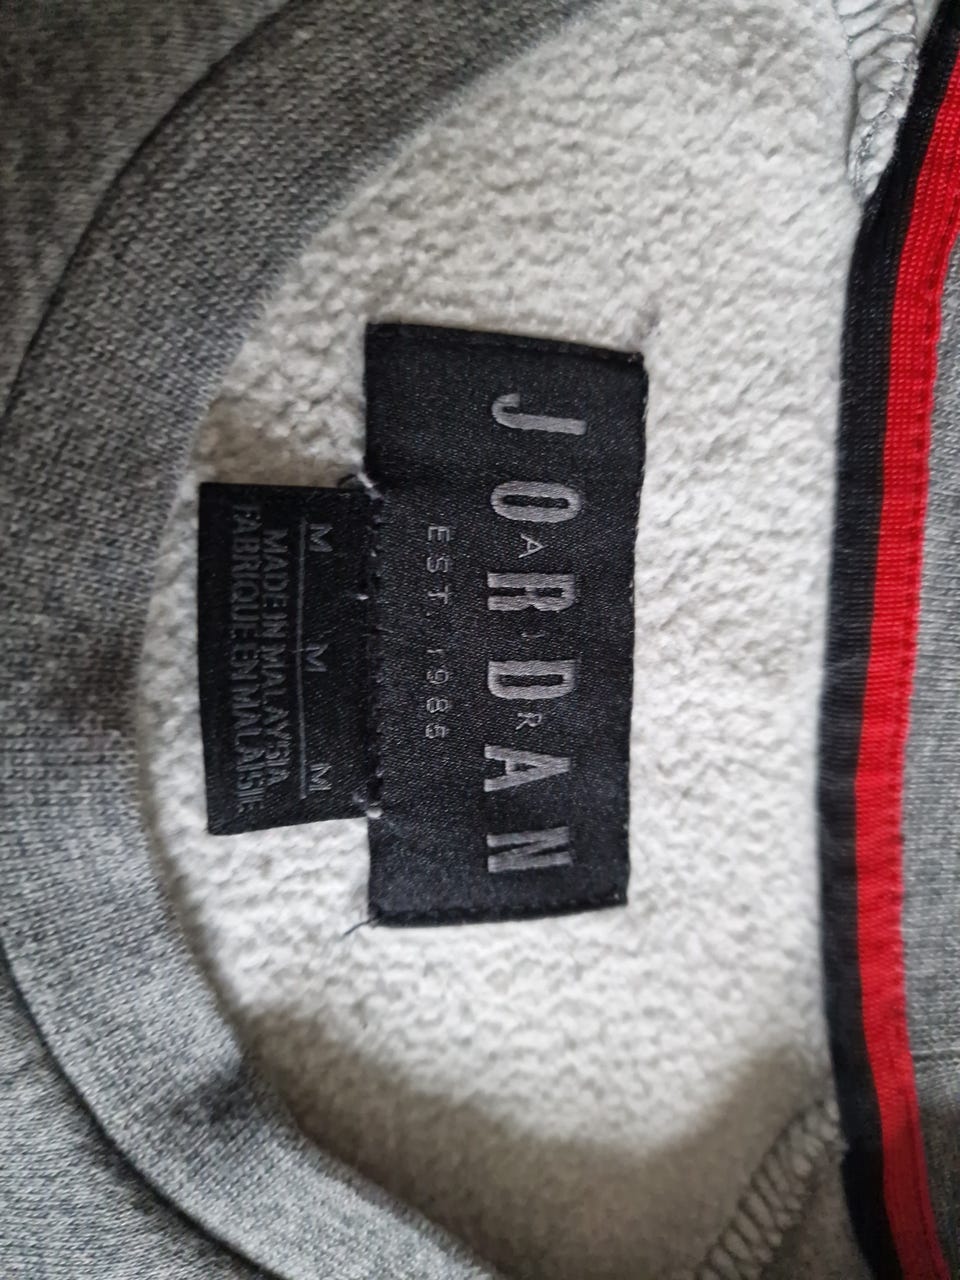 JORDAN
A J R
EST. 1985
M M M
MADE IN MALAYSIA
FABRIQUE EN MALAISIE